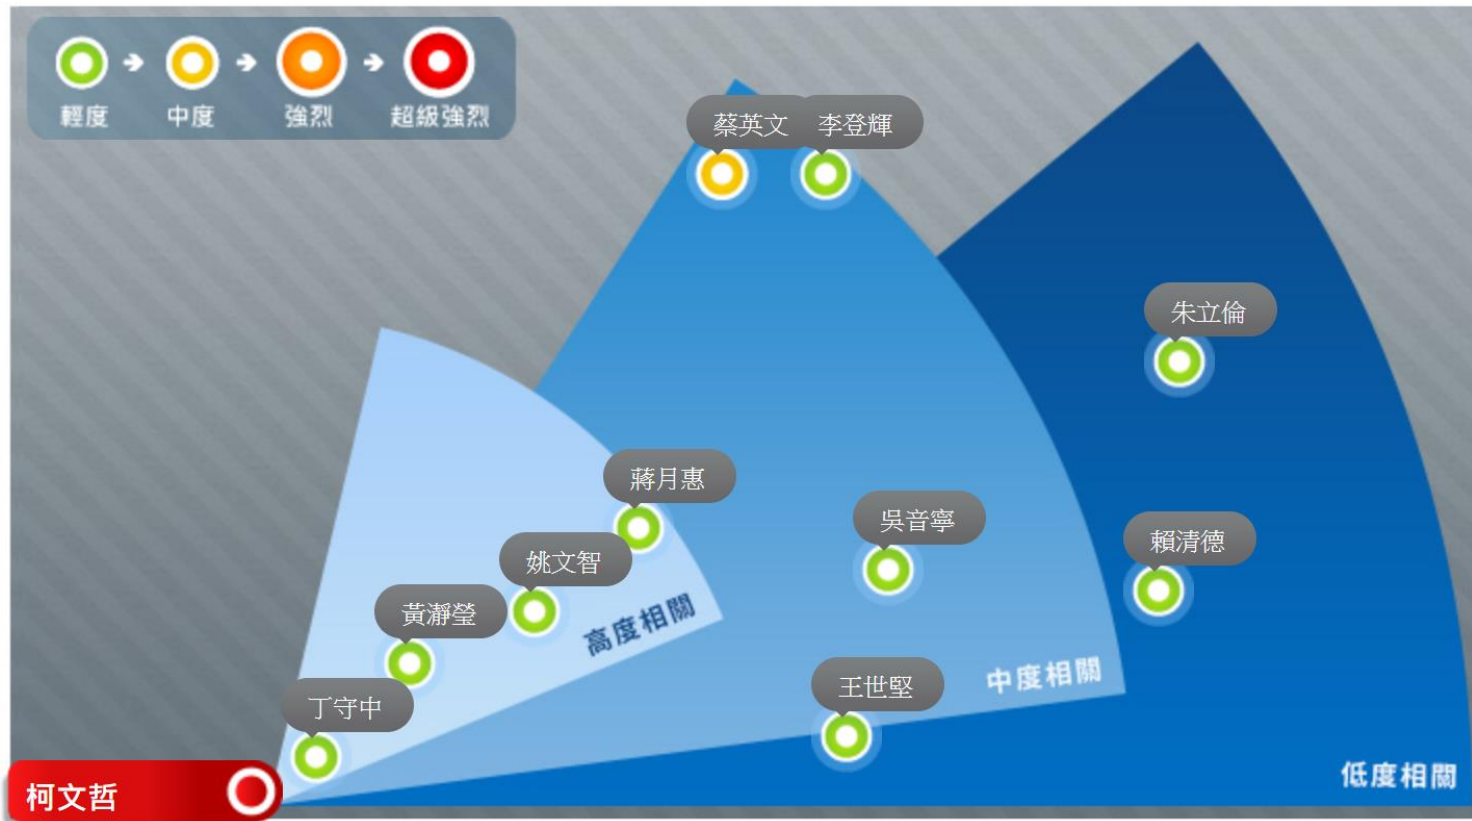 輕度
中度
強烈
超級強烈
蔡英文
李登輝
朱立倫
蔣月惠
吳音寧
賴清德
姚文智
黃瀞瑩
高度相關
中度相關
王世堅
丁守中
低度相關
柯文哲